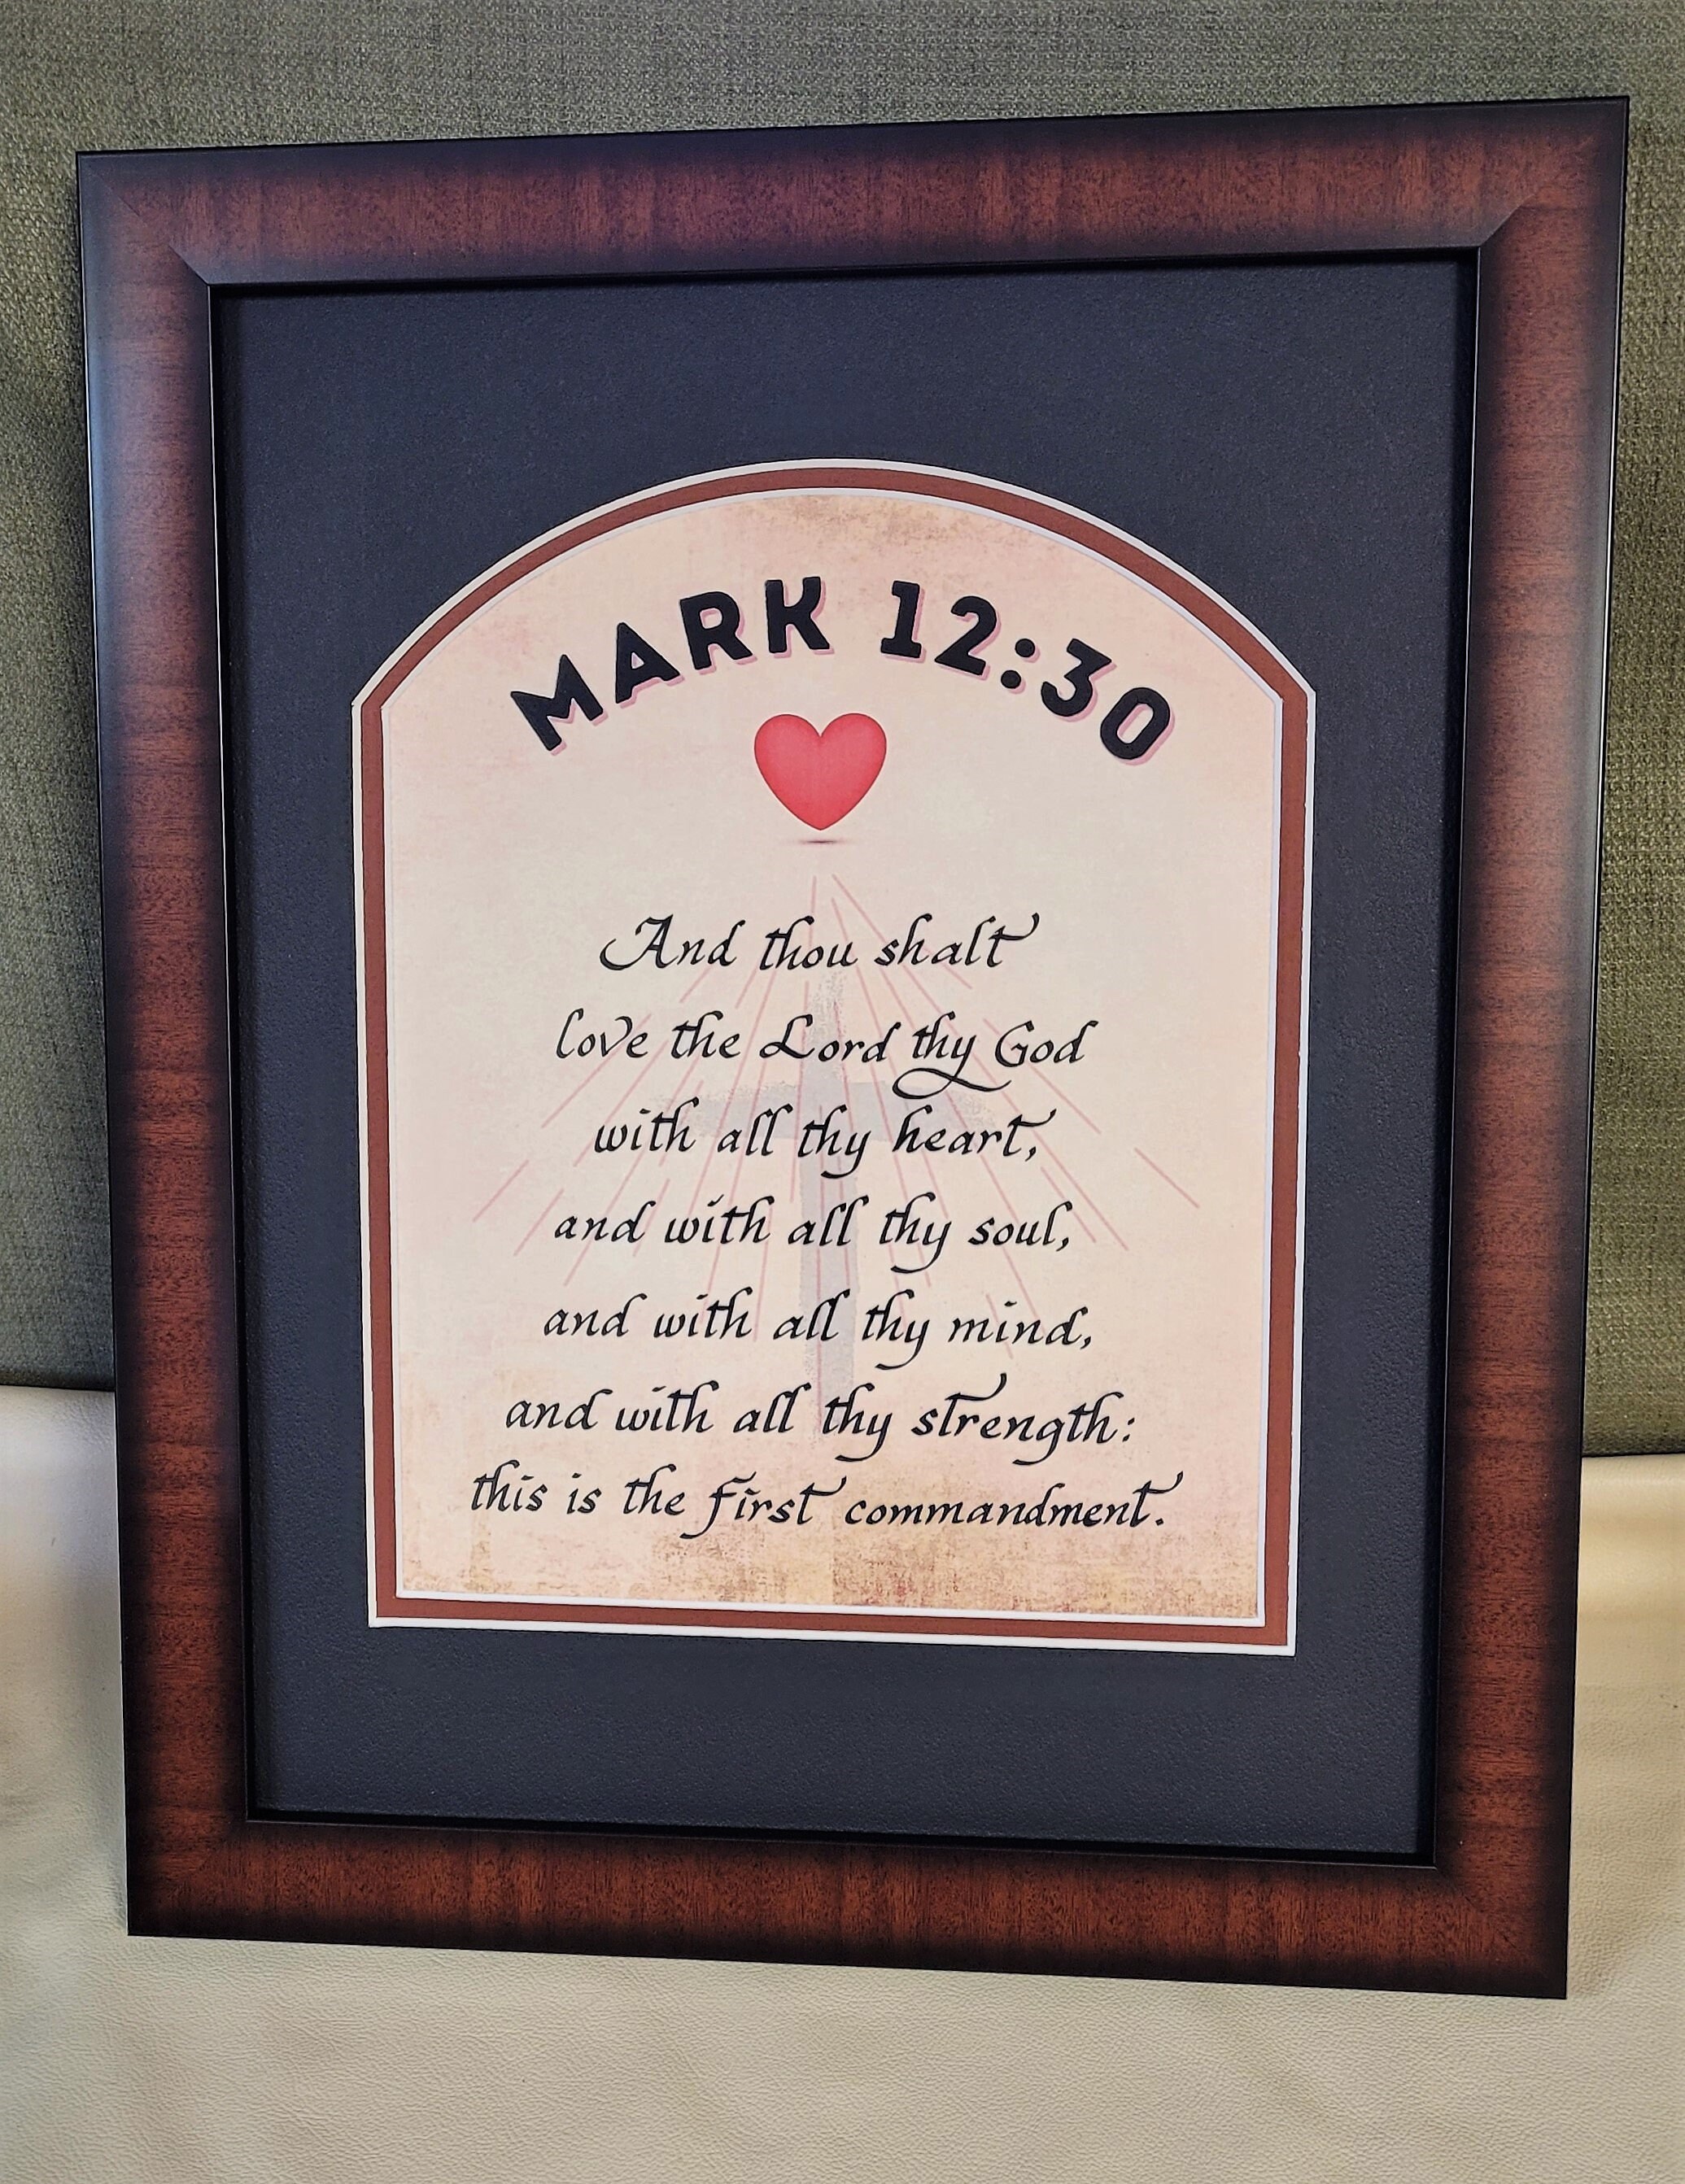 MARK 12:30
And thou shalt
love the Lord thy God
with all thy heart,
and with all thy soul,
and with all thy mind,
and with all thy strength:
this is the first commandment.